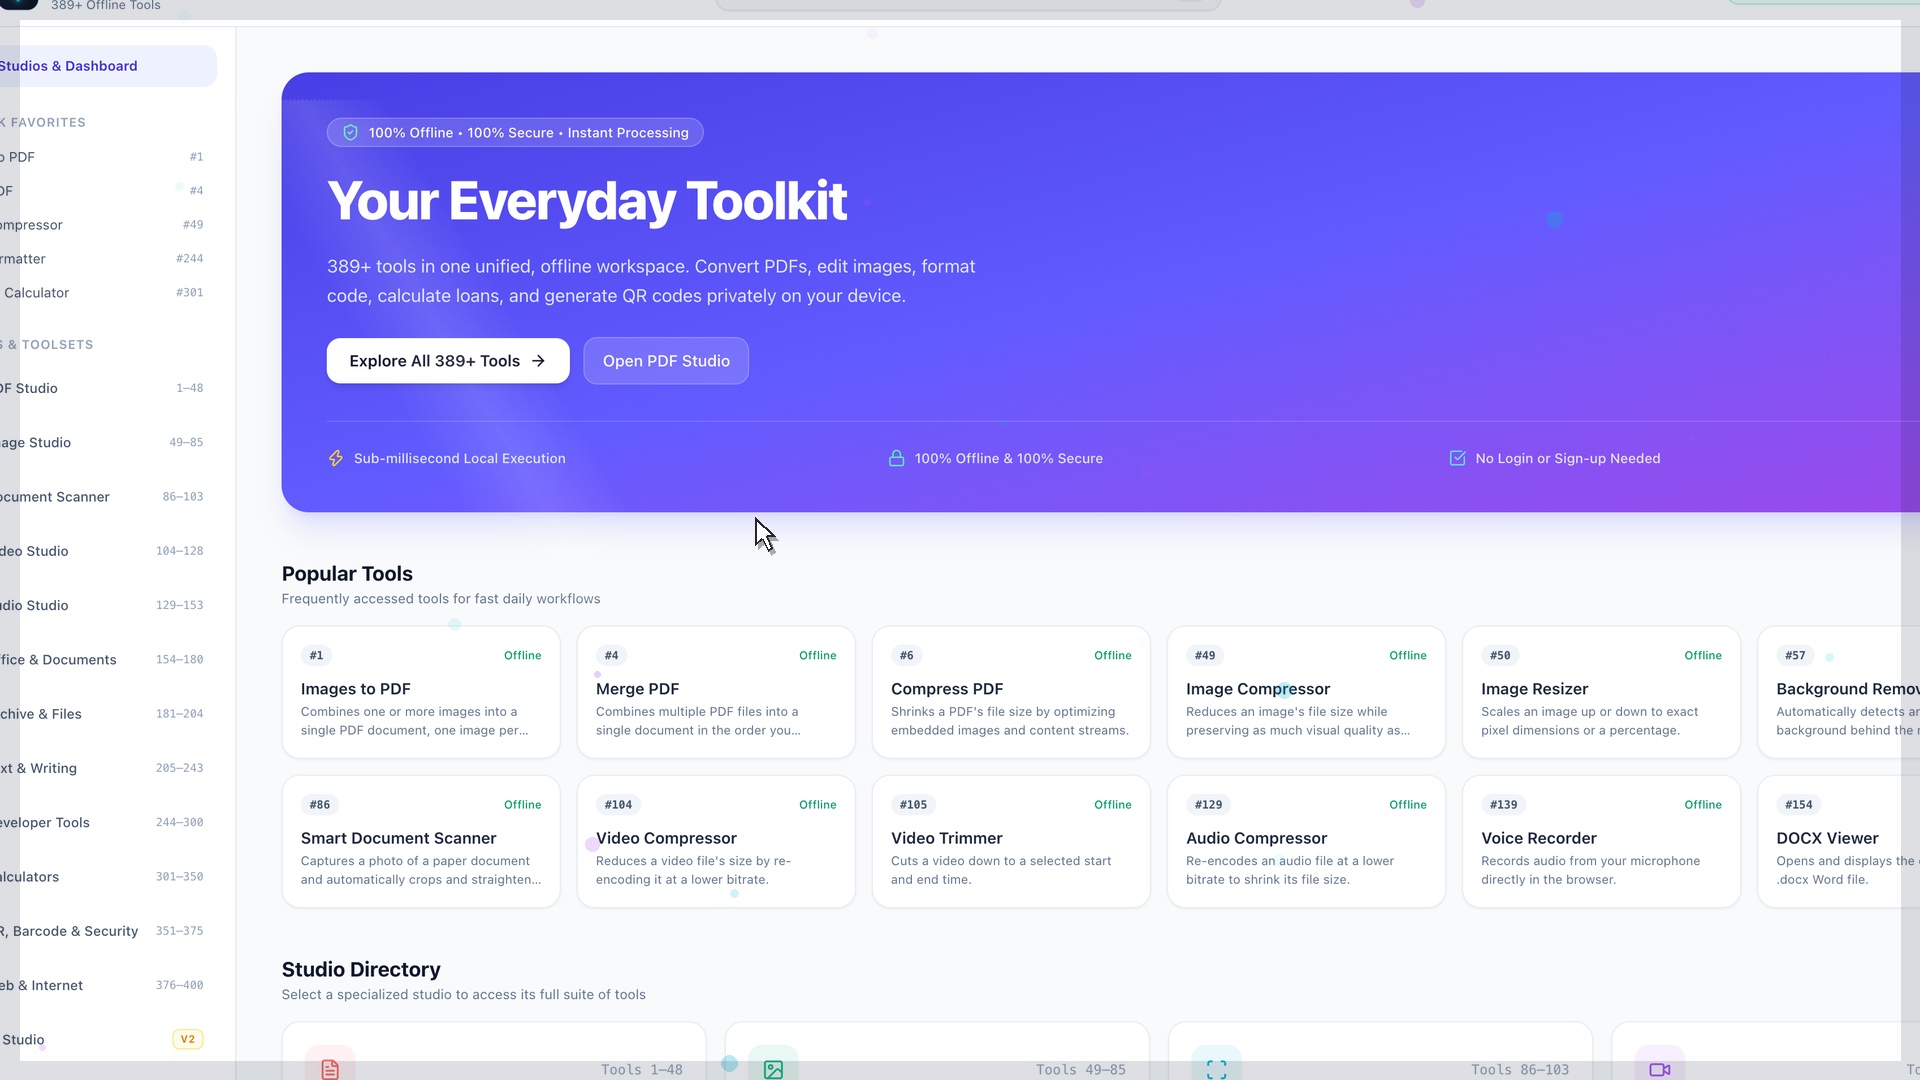 389+ Offline Tools
Studios & Dashboard
K FAVORITES
o PDF #1
DF #4
ompressor #49
rmatter #244
Calculator #301
S & TOOLSETS
DF Studio 1–48
age Studio 49–85
ocument Scanner 86–103
deo Studio 104–128
dio Studio 129–153
fice & Documents 154–180
chive & Files 181–204
xt & Writing 205–243
eveloper Tools 244–300
alculators 301–350
R, Barcode & Security 351–375
eb & Internet 376–400
Studio V2
100% Offline • 100% Secure • Instant Processing
Your Everyday Toolkit
389+ tools in one unified, offline workspace. Convert PDFs, edit images, format
code, calculate loans, and generate QR codes privately on your device.
Explore All 389+ Tools →
Open PDF Studio
Sub-millisecond Local Execution
100% Offline & 100% Secure
No Login or Sign-up Needed
Popular Tools
Frequently accessed tools for fast daily workflows
#1 Offline
Images to PDF
Combines one or more images into a
single PDF document, one image per...
#4 Offline
Merge PDF
Combines multiple PDF files into a
single document in the order you...
#6 Offline
Compress PDF
Shrinks a PDF's file size by optimizing
embedded images and content streams.
#49 Offline
Image Compressor
Reduces an image's file size while
preserving as much visual quality as...
#50 Offline
Image Resizer
Scales an image up or down to exact
pixel dimensions or a percentage.
#57
Background Remov
Automatically detects an
background behind the
#86 Offline
Smart Document Scanner
Captures a photo of a paper document
and automatically crops and straighten...
#104 Offline
Video Compressor
Reduces a video file's size by re-
encoding it at a lower bitrate.
#105 Offline
Video Trimmer
Cuts a video down to a selected start
and end time.
#129 Offline
Audio Compressor
Re-encodes an audio file at a lower
bitrate to shrink its file size.
#139 Offline
Voice Recorder
Records audio from your microphone
directly in the browser.
#154
DOCX Viewer
Opens and displays the
.docx Word file.
Studio Directory
Select a specialized studio to access its full suite of tools
Tools 1–48
Tools 49–85
Tools 86–103